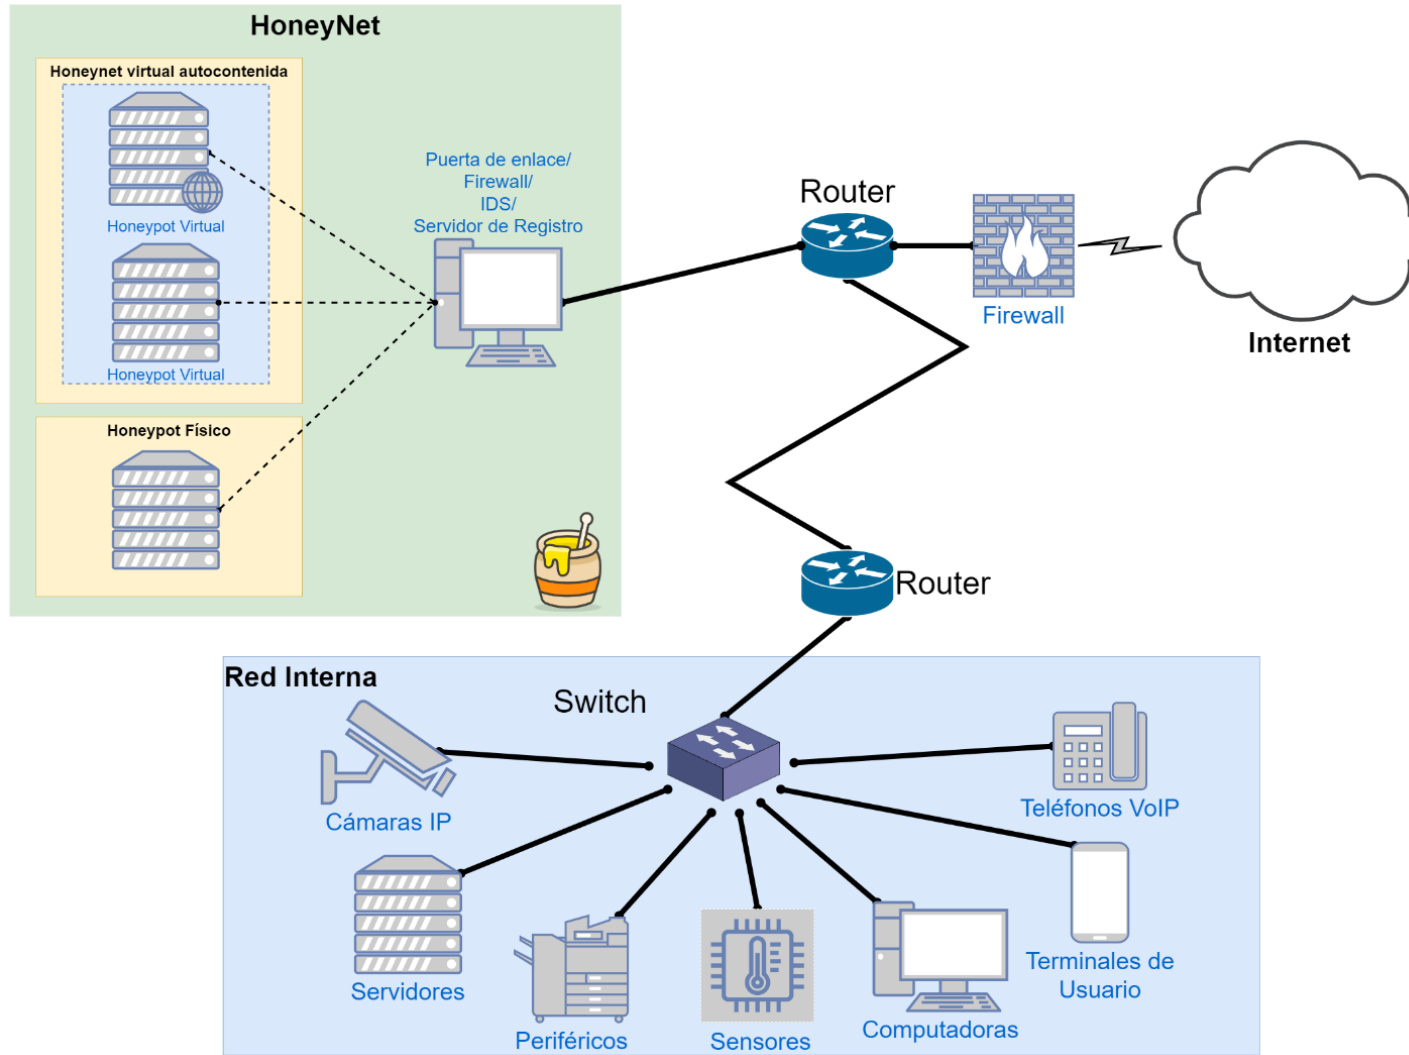 HoneyNet
Honeynet virtual autocontenida
Honeypot Virtual
Honeypot Virtual
Honeypot Físico
Puerta de enlace/
Firewall/
IDS/
Servidor de Registro
Router
Firewall
Internet
Router
Red Interna
Switch
Cámaras IP
Teléfonos VoIP
Servidores
Periféricos
Sensores
Computadoras
Terminales de
Usuario